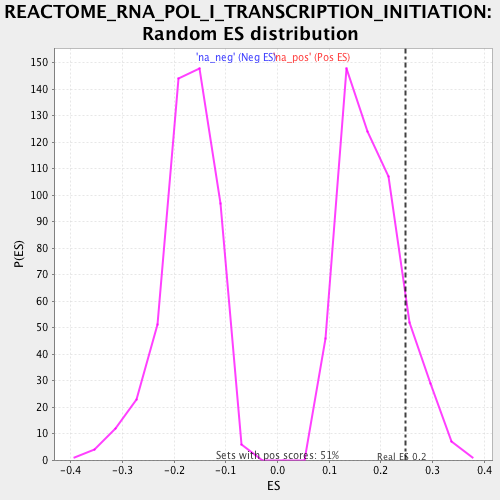 REACTOME_RNA_POL_I_TRANSCRIPTION_INITIATION:
Random ES distribution
'na_neg' (Neg ES) 'na_pos' (Pos ES)
150
140
130
120
110
100
90
80
70
60
50
40
30
20
10
0
P(ES)
Sets with pos scores: 51%
Real ES 0.2
-0.4 -0.3 -0.2 -0.1 0.0 0.1 0.2 0.3 0.4
ES